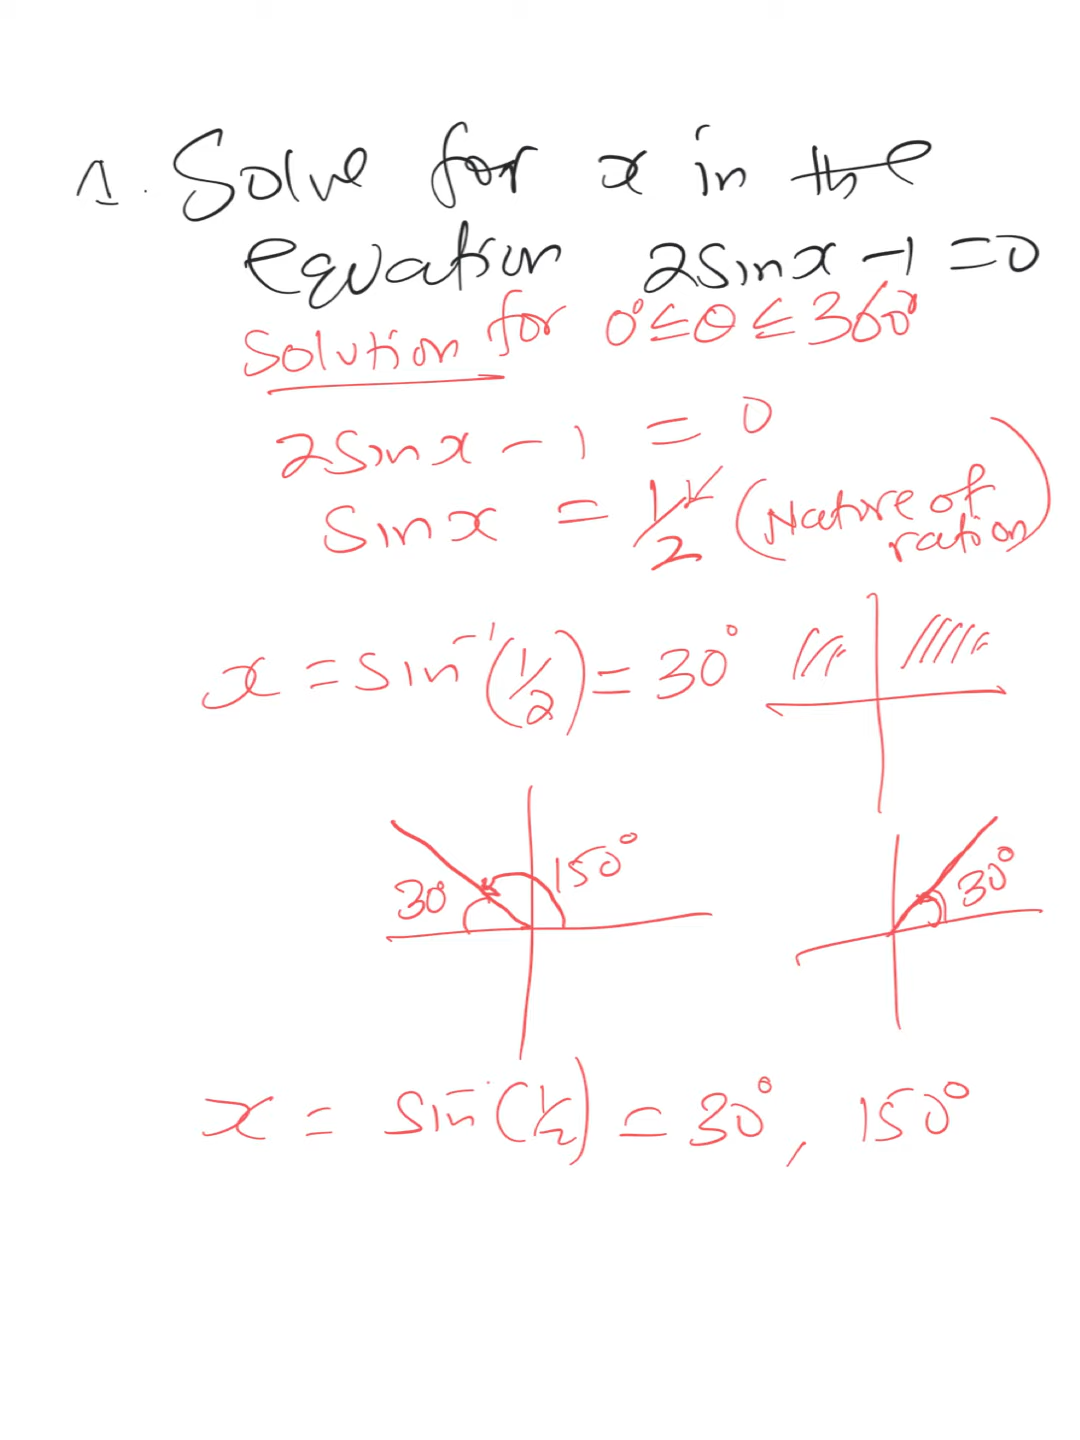 1. Solve for x in the
equation 2sinx - 1 = 0
Solution for 0° ≤ θ ≤ 360°
2sinx - 1 = 0
sinx = 1/2 (Nature of
ration)
x = sin⁻¹(1/2) = 30°
30 150°
30°
x = sin⁻¹(1/2) = 30°, 150°